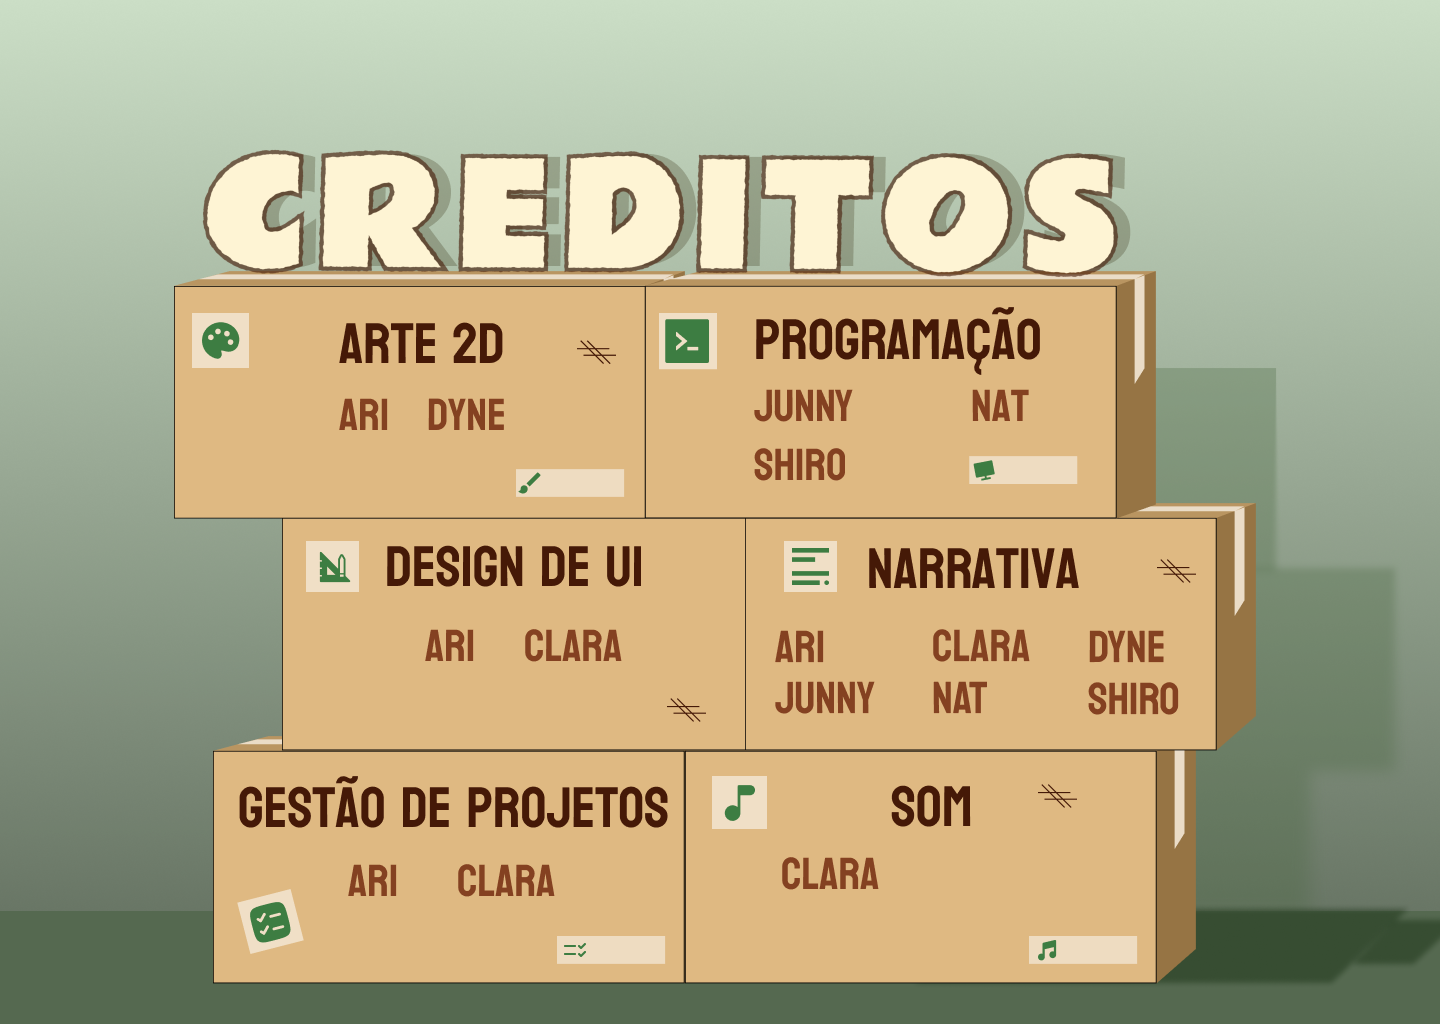 CREDITOS
ARTE 2D
ARI DYNE
PROGRAMAÇÃO
JUNNY NAT
SHIRO
DESIGN DE UI
ARI CLARA
NARRATIVA
ARI CLARA DYNE
JUNNY NAT SHIRO
GESTÃO DE PROJETOS
ARI CLARA
SOM
CLARA